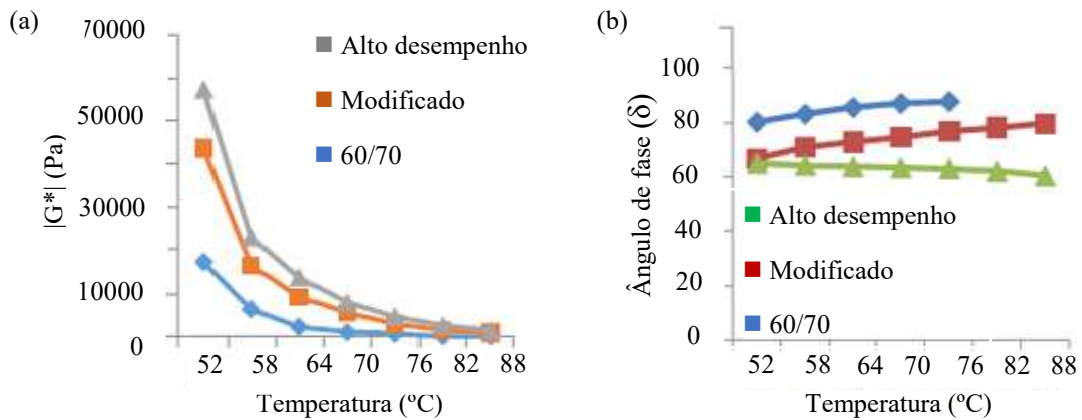 (a)
|G*| (Pa)
70000
50000
30000
10000
0
Alto desempenho
Modificado
60/70
52 58 64 70 76 82 88
Temperatura (ºC)
(b)
Ângulo de fase (δ)
100
80
60
40
20
0
Alto desempenho
Modificado
60/70
52 58 64 70 76 82 88
Temperatura (ºC)